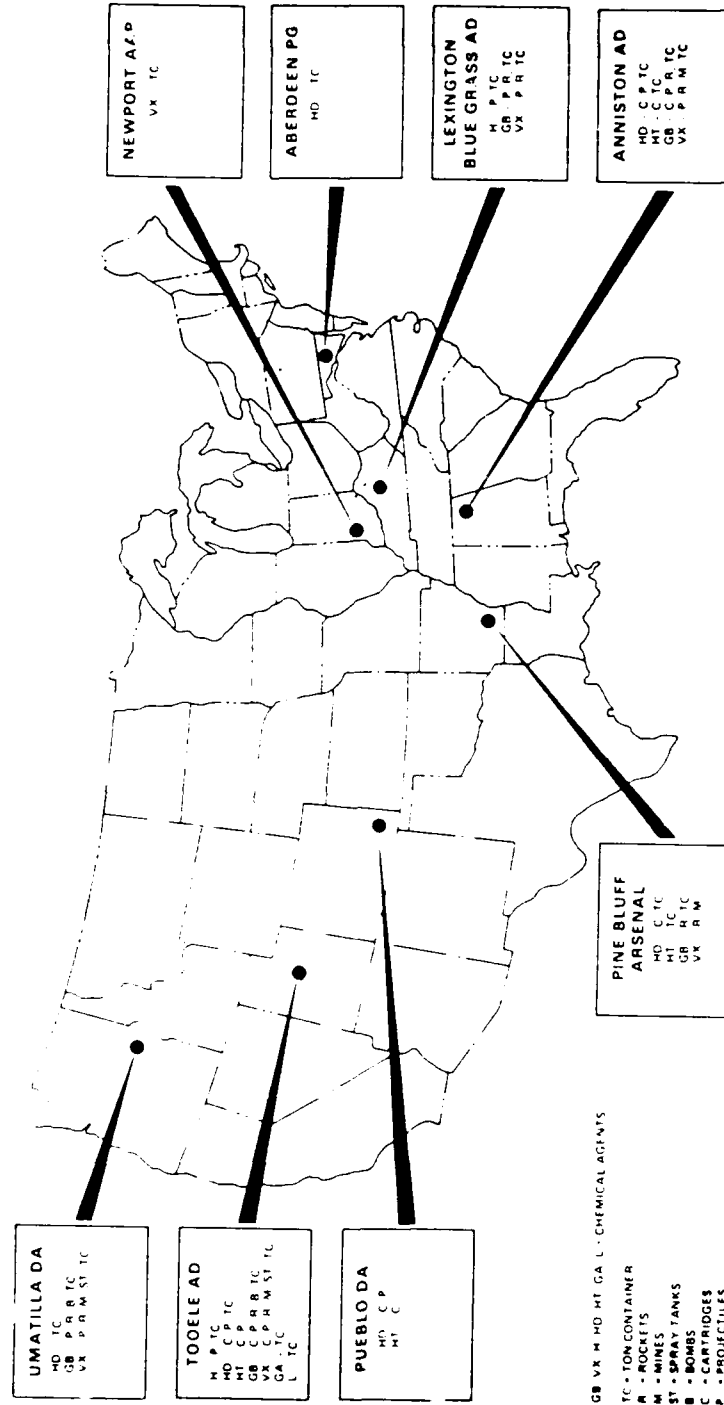 UMATILLA DA
HD TC
GB P R B TC
VX P R M ST TC
TOOELE AD
H P TC
HD C P TC
HT C P
GB C P R B TC
VX C P R M ST TC
GA TC
L TC
PUEBLO DA
HD C P
HT C
PINE BLUFF
ARSENAL
HD C TC
HT TC
GB R TC
VX R M
NEWPORT AAP
VX TC
ABERDEEN PG
HD TC
LEXINGTON
BLUE GRASS AD
H P TC
GB P R TC
VX P R TC
ANNISTON AD
HD - C P TC
HT - C TC
GB - C P R TC
VX - P R M TC
GB VX H HD HT GA L - CHEMICAL AGENTS
TC - TON CONTAINER
R - ROCKETS
M - MINES
ST - SPRAY TANKS
B - BOMBS
C - CARTRIDGES
P - PROJECTILES